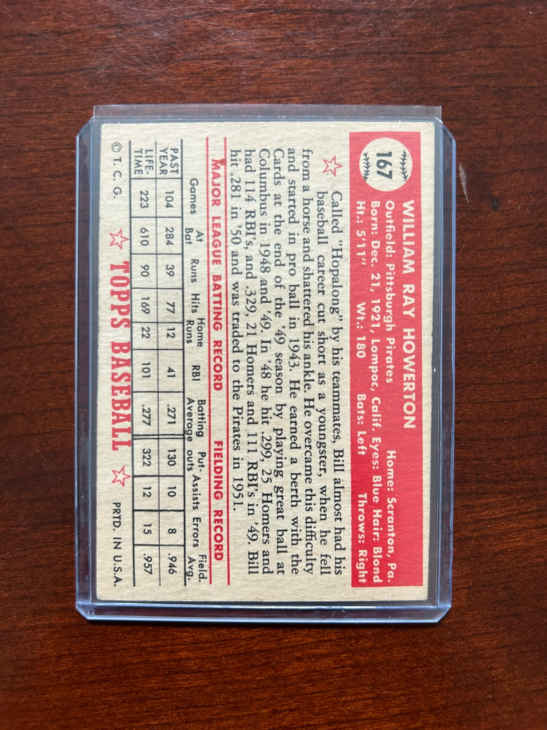 167
WILLIAM RAY HOWERTON
Outfield: Pittsburgh Pirates Home: Scranton, Pa.
Born: Dec. 21, 1921, Lompoc, Calif. Eyes: Blue Hair: Blond
Ht.: 5'11" Wt.: 180 Bats: Left Throws: Right
Called "Hopalong" by his teammates, Bill almost had his
baseball career cut short as a youngster, when he fell
from a horse and shattered his ankle. He overcame this difficulty
and started in pro ball in 1943. He earned a berth with the
Cards at the end of the '49 season by playing great ball at
Columbus in 1948 and '49. In '48 he hit .299, 25 Homers and
had 114 RBI's, and .329, 21 Homers and 111 RBI's in '49. Bill
hit .281 in '50 and was traded to the Pirates in 1951.
MAJOR LEAGUE BATTING RECORD FIELDING RECORD
Games At Bat Runs Hits Home Runs RBI Batting Average Put-outs Assists Errors Field. Avg.
PAST YEAR 104 284 39 77 12 41 .271 130 10 8 .946
LIFE-TIME 223 610 90 169 22 101 .277 322 12 15 .957
© T. C. G. TOPPS BASEBALL PRTD. IN U.S.A.